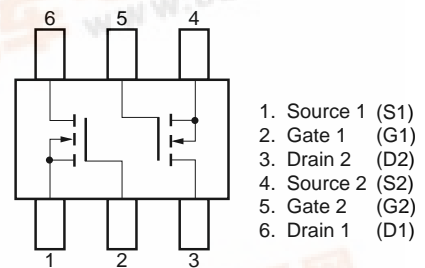 6 5 4
1. Source 1 (S1)
2. Gate 1 (G1)
3. Drain 2 (D2)
4. Source 2 (S2)
5. Gate 2 (G2)
6. Drain 1 (D1)
1 2 3